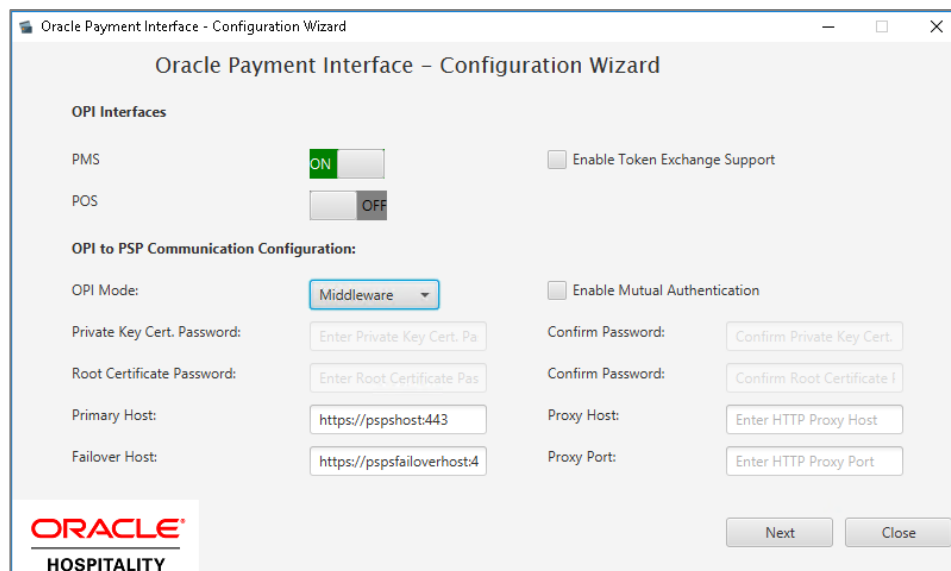 Oracle Payment Interface - Configuration Wizard
Oracle Payment Interface – Configuration Wizard
OPI Interfaces
PMS ON Enable Token Exchange Support
POS OFF
OPI to PSP Communication Configuration:
OPI Mode: Middleware Enable Mutual Authentication
Private Key Cert. Password: Enter Private Key Cert. Pa Confirm Password: Confirm Private Key Cert.
Root Certificate Password: Enter Root Certificate Pas Confirm Password: Confirm Root Certificate
Primary Host: https://pspshost:443 Proxy Host: Enter HTTP Proxy Host
Failover Host: https://pspsfailoverhost:4 Proxy Port: Enter HTTP Proxy Port
ORACLE®
HOSPITALITY
Next Close